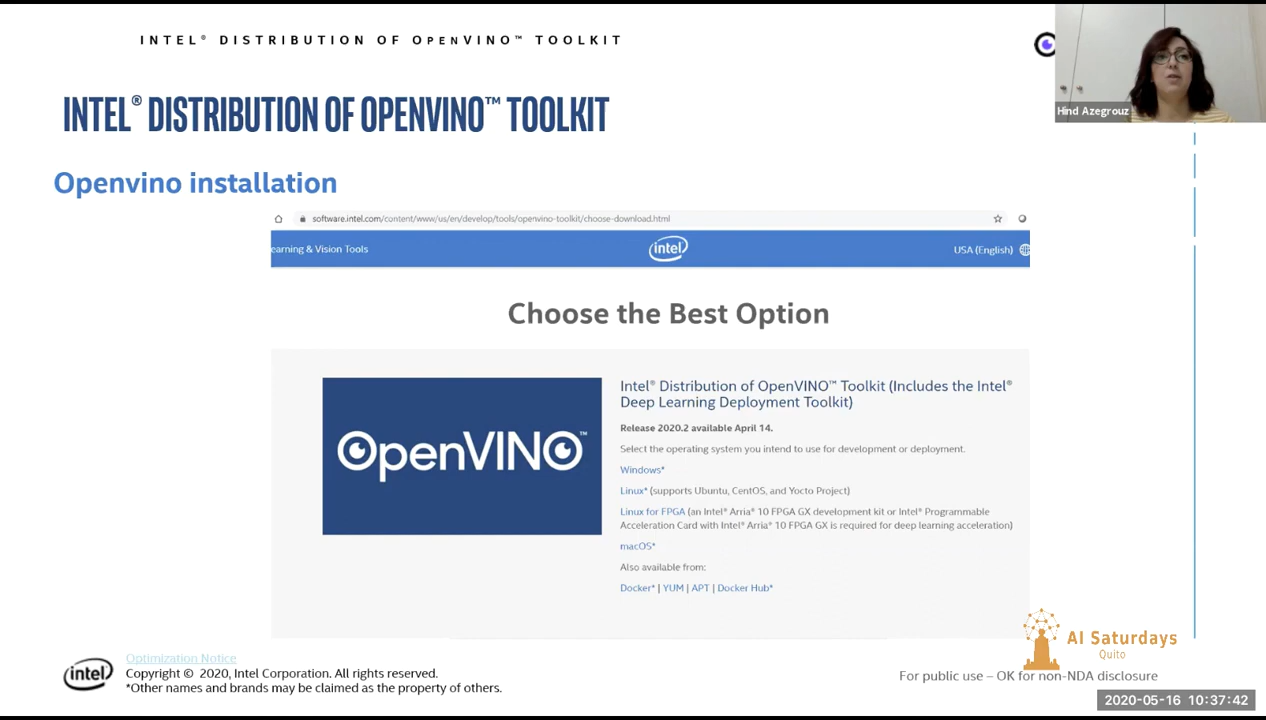 INTEL® DISTRIBUTION OF OPENVINO™ TOOLKIT
Hind Azegrouz
INTEL® DISTRIBUTION OF OPENVINO™ TOOLKIT
Openvino installation
software.intel.com/content/www/us/en/develop/tools/openvino-toolkit/choose-download.html
earning & Vision Tools
intel
USA (English)
Choose the Best Option
OpenVINO™
Intel® Distribution of OpenVINO™ Toolkit (Includes the Intel®
Deep Learning Deployment Toolkit)
Release 2020.2 available April 14.
Select the operating system you intend to use for development or deployment.
Windows*
Linux* (supports Ubuntu, CentOS, and Yocto Project)
Linux for FPGA (an Intel® Arria® 10 FPGA GX development kit or Intel® Programmable
Acceleration Card with Intel® Arria® 10 FPGA GX is required for deep learning acceleration)
macOS*
Also available from:
Docker* | YUM | APT | Docker Hub*
AI Saturdays
Quito
intel
Optimization Notice
Copyright © 2020, Intel Corporation. All rights reserved.
*Other names and brands may be claimed as the property of others.
For public use – OK for non-NDA disclosure
2020-05-16 10:37:42